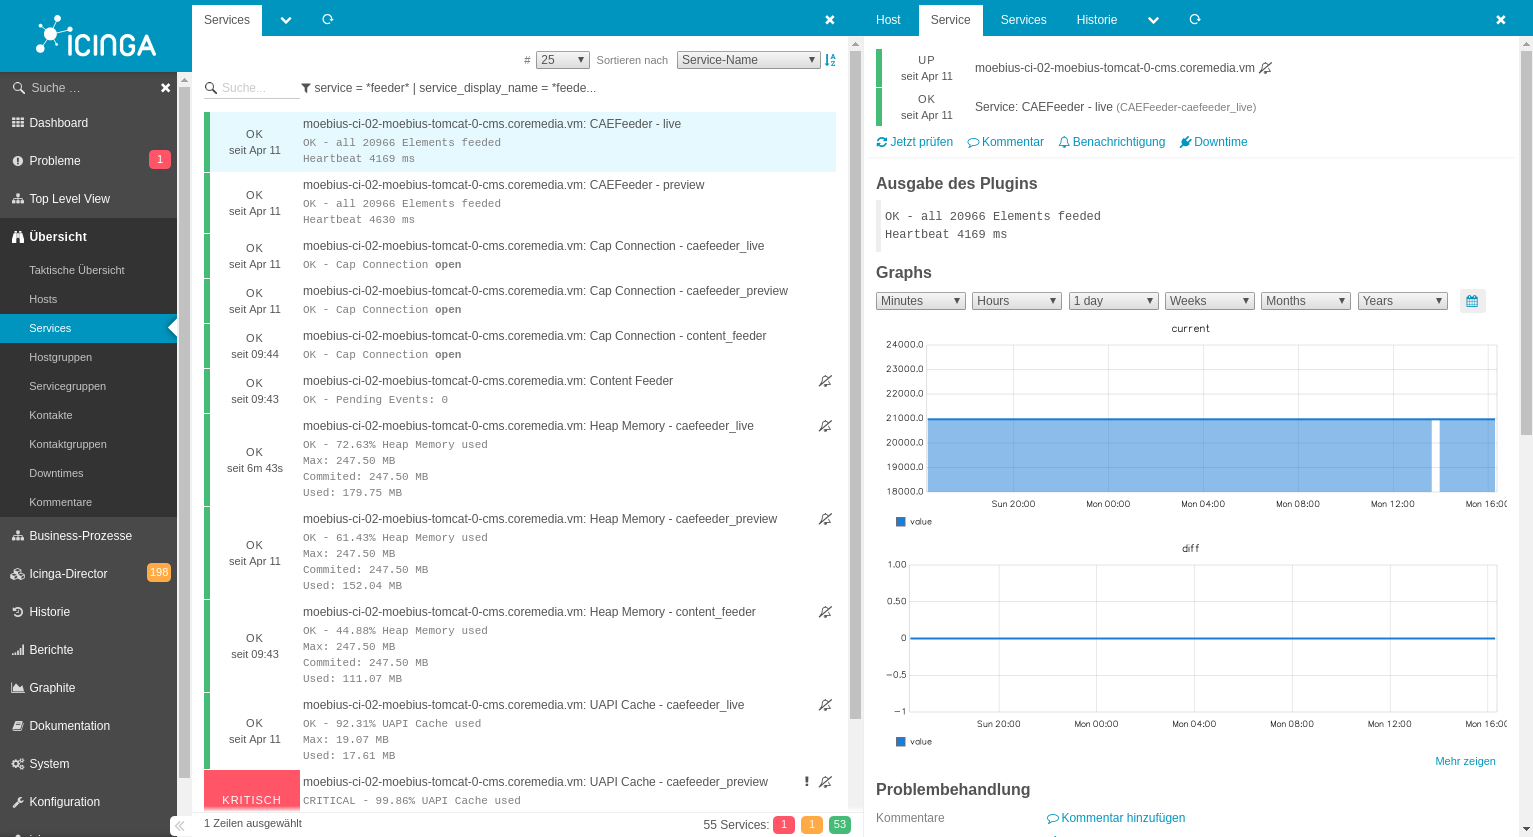 ICINGA
Suche …
Dashboard
Probleme 1
Top Level View
Übersicht
Taktische Übersicht
Hosts
Services
Hostgruppen
Servicegruppen
Kontakte
Kontaktgruppen
Downtimes
Kommentare
Business-Prozesse
Icinga-Director 198
Historie
Berichte
Graphite
Dokumentation
System
Konfiguration
Services
# 25 Sortieren nach Service-Name
Suche... service = *feeder* | service_display_name = *feede...
OK
seit Apr 11
moebius-ci-02-moebius-tomcat-0-cms.coremedia.vm: CAEFeeder - live
OK - all 20966 Elements feeded
Heartbeat 4169 ms
OK
seit Apr 11
moebius-ci-02-moebius-tomcat-0-cms.coremedia.vm: CAEFeeder - preview
OK - all 20966 Elements feeded
Heartbeat 4630 ms
OK
seit Apr 11
moebius-ci-02-moebius-tomcat-0-cms.coremedia.vm: Cap Connection - caefeeder_live
OK - Cap Connection open
OK
seit Apr 11
moebius-ci-02-moebius-tomcat-0-cms.coremedia.vm: Cap Connection - caefeeder_preview
OK - Cap Connection open
OK
seit 09:44
moebius-ci-02-moebius-tomcat-0-cms.coremedia.vm: Cap Connection - content_feeder
OK - Cap Connection open
OK
seit 09:43
moebius-ci-02-moebius-tomcat-0-cms.coremedia.vm: Content Feeder
OK - Pending Events: 0
OK
seit 6m 43s
moebius-ci-02-moebius-tomcat-0-cms.coremedia.vm: Heap Memory - caefeeder_live
OK - 72.63% Heap Memory used
Max: 247.50 MB
Commited: 247.50 MB
Used: 179.75 MB
OK
seit Apr 11
moebius-ci-02-moebius-tomcat-0-cms.coremedia.vm: Heap Memory - caefeeder_preview
OK - 61.43% Heap Memory used
Max: 247.50 MB
Commited: 247.50 MB
Used: 152.04 MB
OK
seit 09:43
moebius-ci-02-moebius-tomcat-0-cms.coremedia.vm: Heap Memory - content_feeder
OK - 44.88% Heap Memory used
Max: 247.50 MB
Commited: 247.50 MB
Used: 111.07 MB
OK
seit Apr 11
moebius-ci-02-moebius-tomcat-0-cms.coremedia.vm: UAPI Cache - caefeeder_live
OK - 92.31% UAPI Cache used
Max: 19.07 MB
Used: 17.61 MB
KRITISCH
moebius-ci-02-moebius-tomcat-0-cms.coremedia.vm: UAPI Cache - caefeeder_preview
CRITICAL - 99.86% UAPI Cache used
1 Zeilen ausgewählt
55 Services: 1 1 53
Host Service Services Historie
UP
seit Apr 11
moebius-ci-02-moebius-tomcat-0-cms.coremedia.vm
OK
seit Apr 11
Service: CAEFeeder - live (CAEFeeder-caefeeder_live)
Jetzt prüfen Kommentar Benachrichtigung Downtime
Ausgabe des Plugins
OK - all 20966 Elements feeded
Heartbeat 4169 ms
Graphs
Minutes Hours 1 day Weeks Months Years
current
24000.0
23000.0
22000.0
21000.0
20000.0
19000.0
18000.0
Sun 20:00 Mon 00:00 Mon 04:00 Mon 08:00 Mon 12:00 Mon 16:00
value
diff
1.00
0.50
0
-0.5
-1
Sun 20:00 Mon 00:00 Mon 04:00 Mon 08:00 Mon 12:00 Mon 16:00
value
Mehr zeigen
Problembehandlung
Kommentare Kommentar hinzufügen